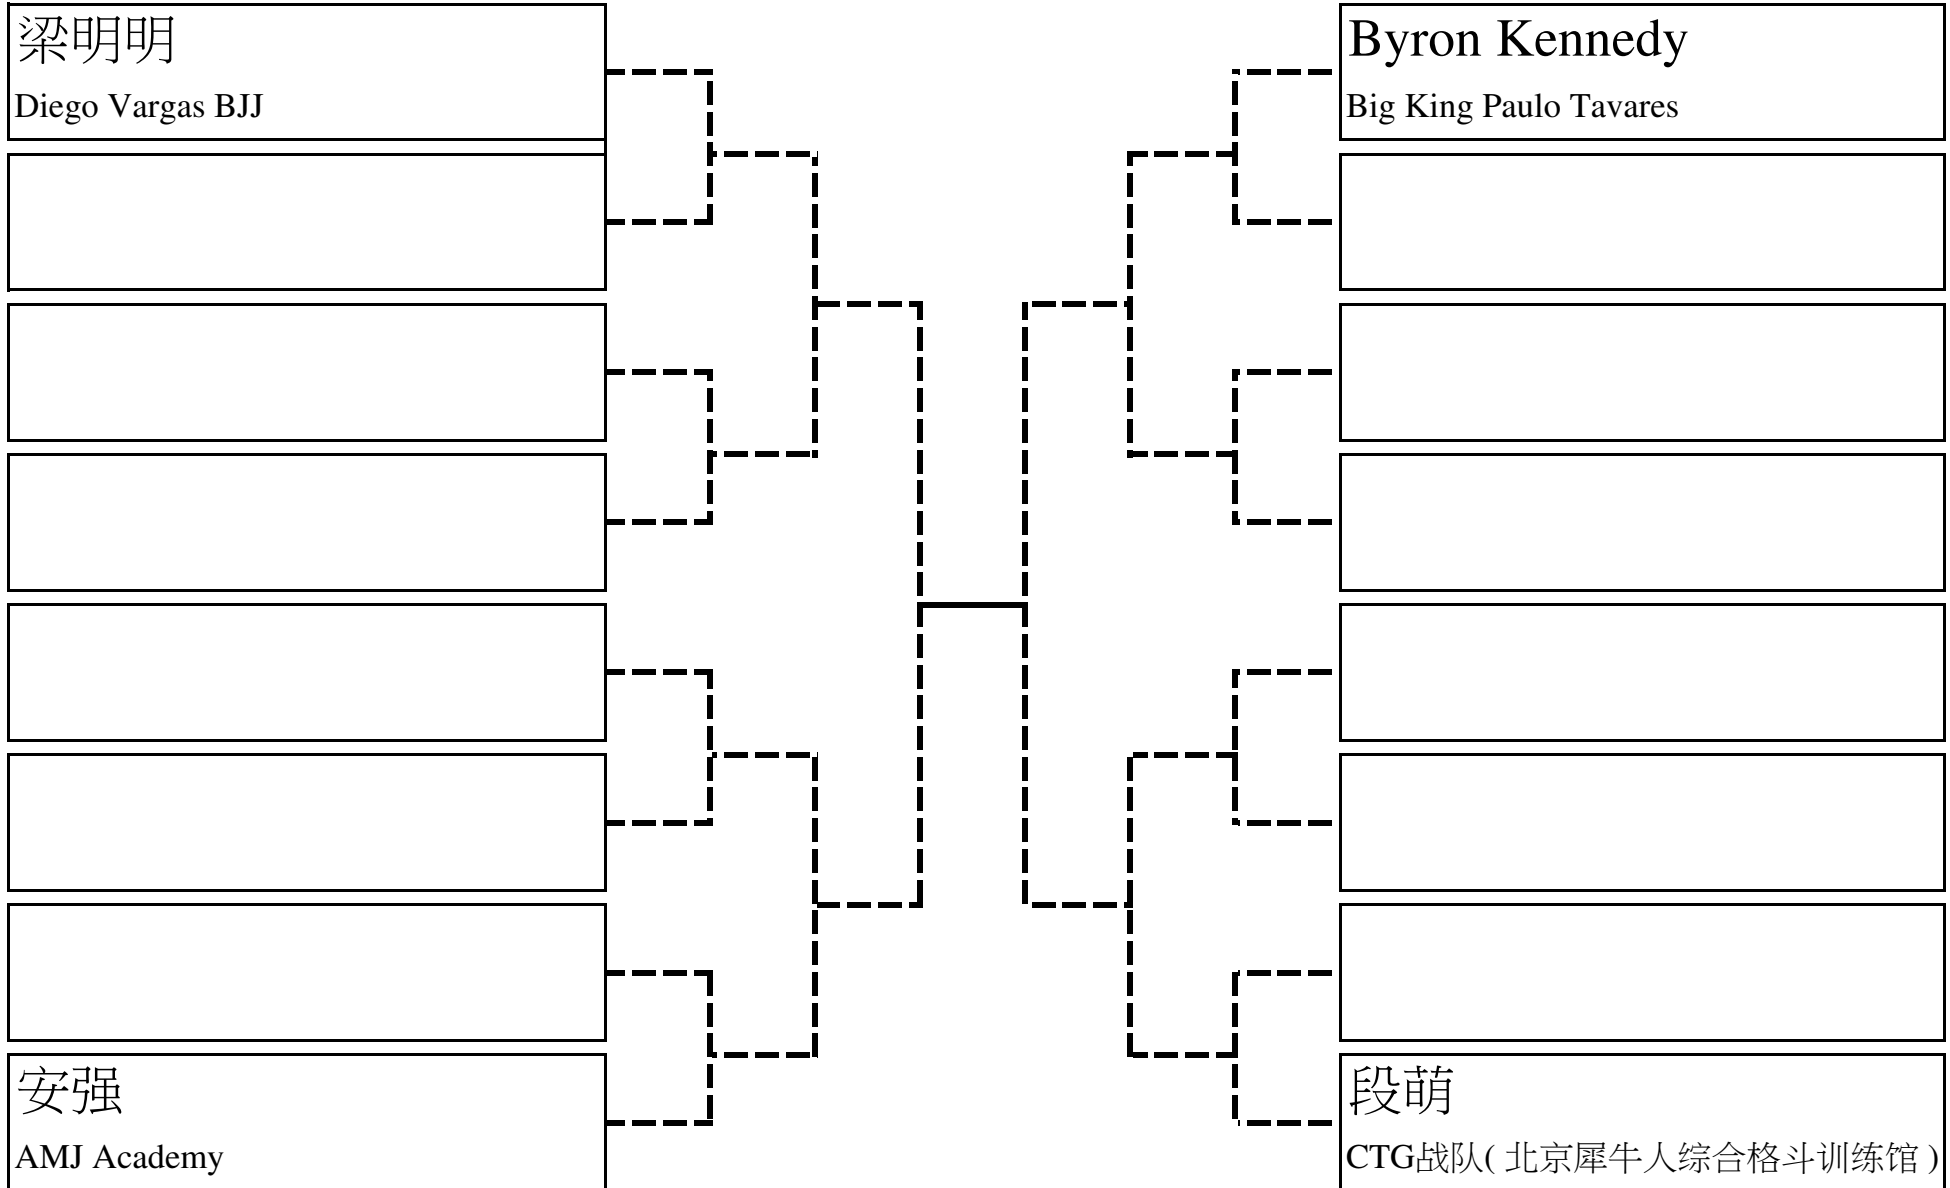 梁明明
Diego Vargas BJJ
安强
AMJ Academy
Byron Kennedy
Big King Paulo Tavares
段萌
CTG战队( 北京犀牛人综合格斗训练馆 )